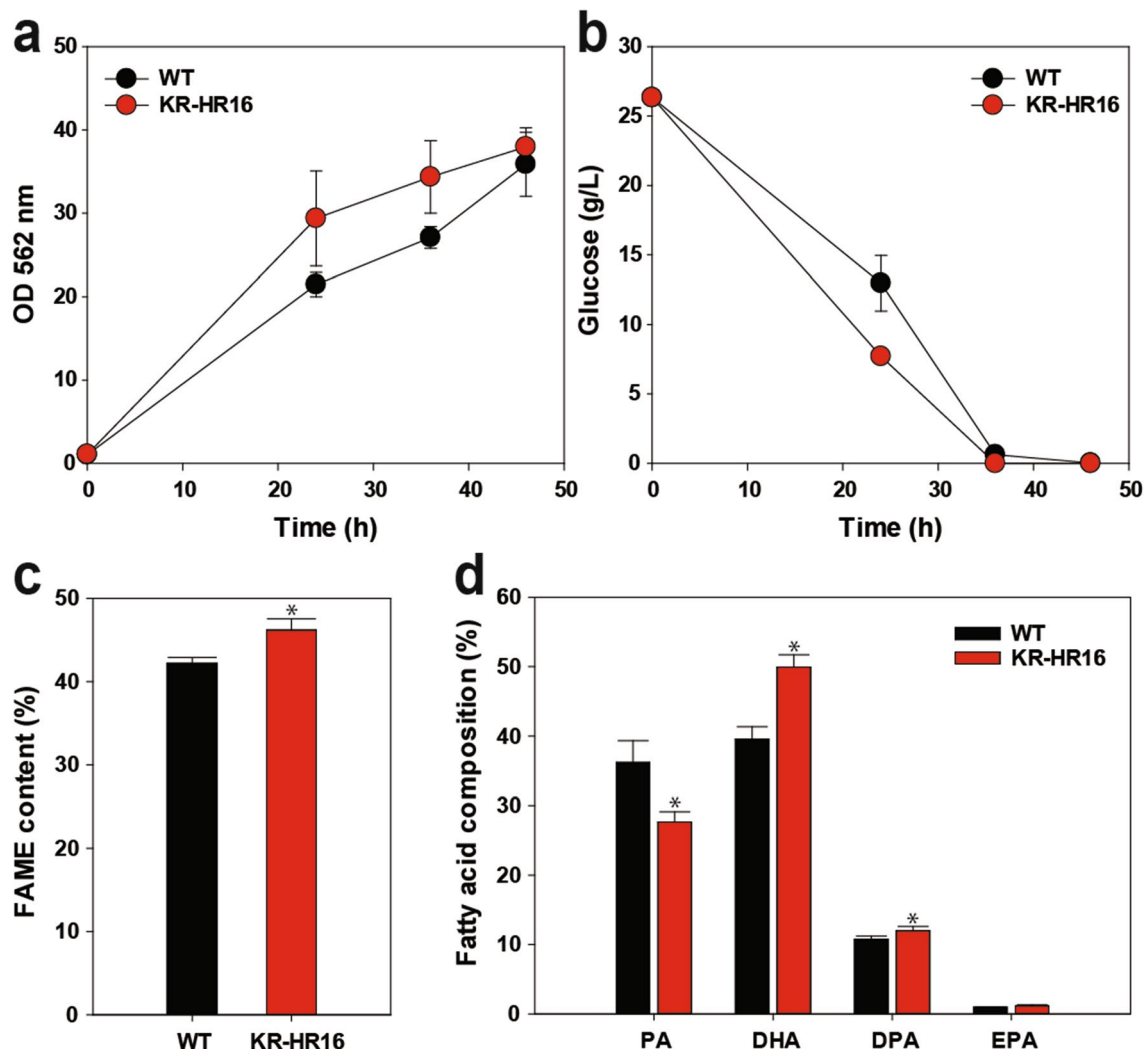 a
50
40
30
20
10
0
OD 562 nm
WT
KR-HR16
0 10 20 30 40 50
Time (h)
b
30
25
20
15
10
5
0
Glucose (g/L)
WT
KR-HR16
0 10 20 30 40 50
Time (h)
c
50
40
30
20
10
0
FAME content (%)
*
WT KR-HR16
d
60
50
40
30
20
10
0
Fatty acid composition (%)
WT
KR-HR16
* * *
PA DHA DPA EPA